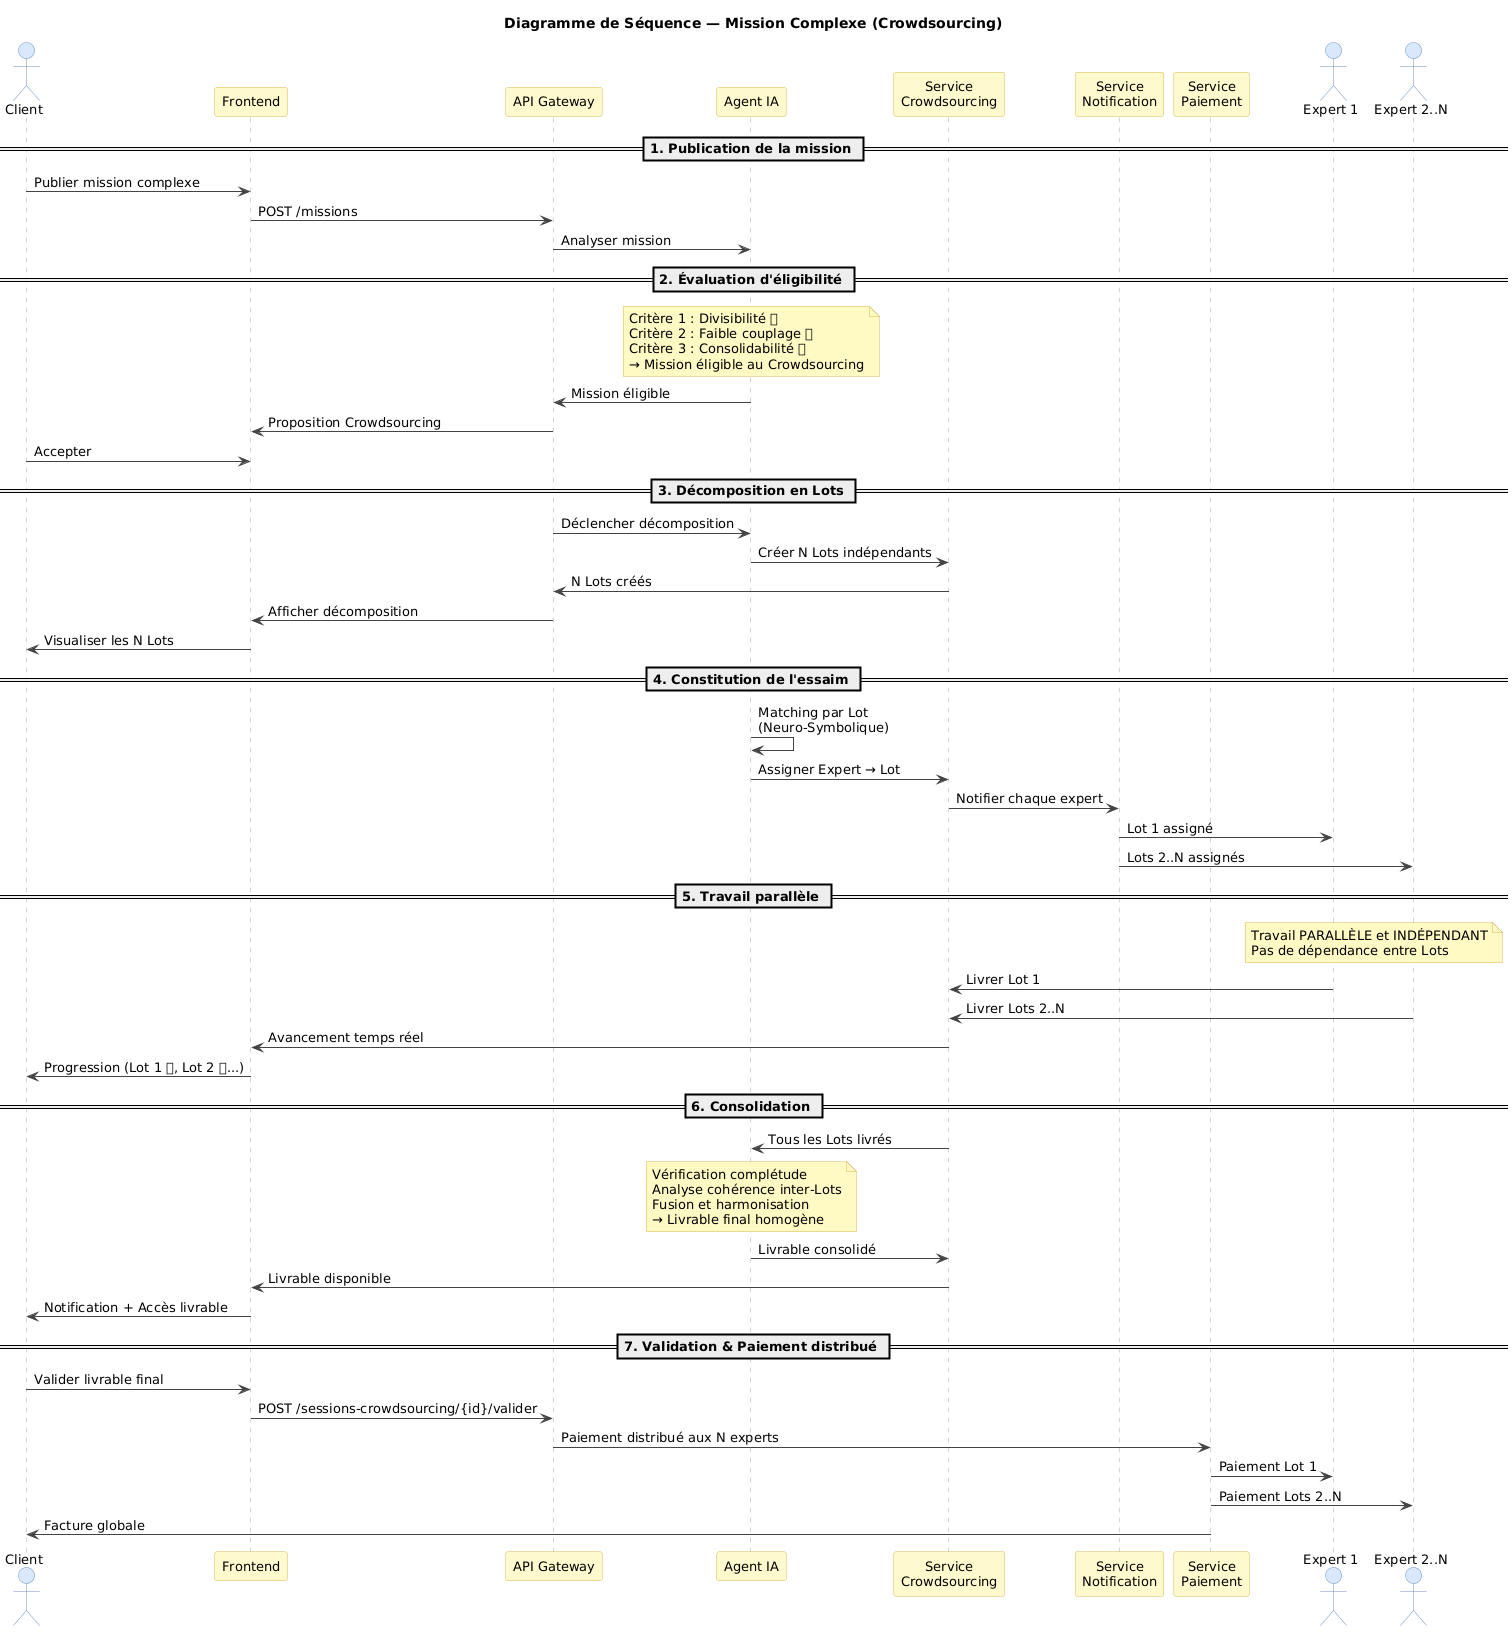 Diagramme de Séquence — Mission Complexe (Crowdsourcing)
Client
Frontend
API Gateway
Agent IA
Service
Crowdsourcing
Service
Notification
Service
Paiement
Expert 1
Expert 2..N
1. Publication de la mission
Publier mission complexe
POST /missions
Analyser mission
2. Évaluation d'éligibilité
Critère 1 : Divisibilité
Critère 2 : Faible couplage
Critère 3 : Consolidabilité
→ Mission éligible au Crowdsourcing
Mission éligible
Proposition Crowdsourcing
Accepter
3. Décomposition en Lots
Déclencher décomposition
Créer N Lots indépendants
N Lots créés
Afficher décomposition
Visualiser les N Lots
4. Constitution de l'essaim
Matching par Lot
(Neuro-Symbolique)
Assigner Expert → Lot
Notifier chaque expert
Lot 1 assigné
Lots 2..N assignés
5. Travail parallèle
Travail PARALLÈLE et INDÉPENDANT
Pas de dépendance entre Lots
Livrer Lot 1
Livrer Lots 2..N
Avancement temps réel
Progression (Lot 1 , Lot 2 ...)
6. Consolidation
Tous les Lots livrés
Vérification complétude
Analyse cohérence inter-Lots
Fusion et harmonisation
→ Livrable final homogène
Livrable consolidé
Livrable disponible
Notification + Accès livrable
7. Validation & Paiement distribué
Valider livrable final
POST /sessions-crowdsourcing/{id}/valider
Paiement distribué aux N experts
Paiement Lot 1
Paiement Lots 2..N
Facture globale
Client
Frontend
API Gateway
Agent IA
Service
Crowdsourcing
Service
Notification
Service
Paiement
Expert 1
Expert 2..N